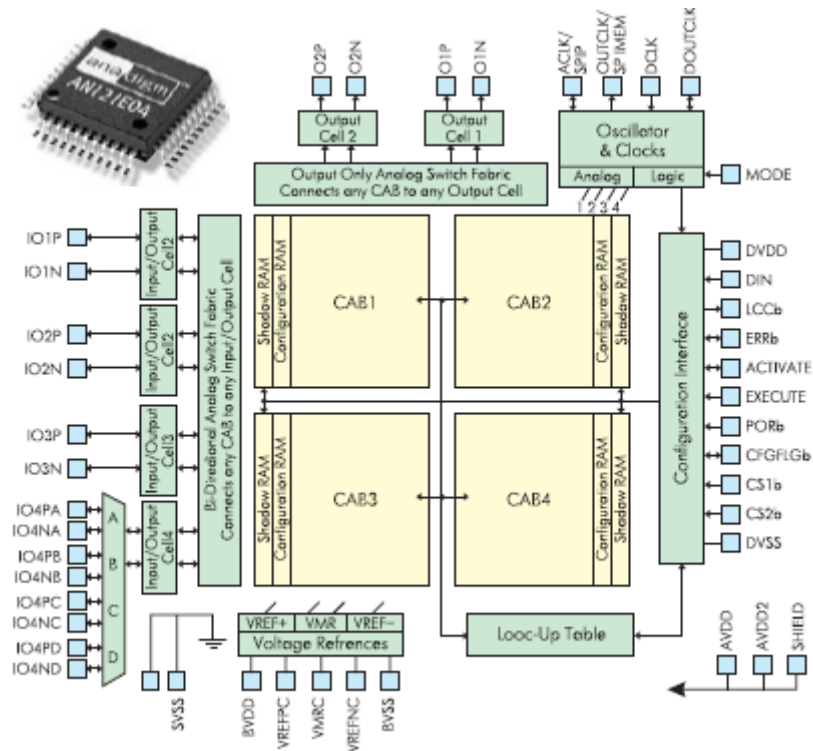 anadigm
AN121E0A
O2P
O2N
O1P
O1N
ACLK/
SPIP
OUTCLK/
SPIMEM
DCLK
DOUTCLK
Output
Cell 2
Output
Cell 1
Oscillator
& Clocks
Analog
Logic
MODE
Output Only Analog Switch Fabric
Connects any CAB to any Output Cell
1 2 3 4
IO1P
IO1N
Input/Output
Cell2
IO2P
IO2N
Input/Output
Cell2
IO3P
IO3N
Input/Output
Cell3
IO4PA
IO4NA
IO4PB
IO4NB
IO4PC
IO4NC
IO4PD
IO4ND
A
B
C
D
Input/Output
Cell4
Bi-Directional Analog Switch Fabric
Connects any CAB to any Input/Output Cell
Shadow RAM
Configuration RAM
CAB1
CAB2
Configuration RAM
Shadow RAM
Shadow RAM
Configuration RAM
CAB3
CAB4
Configuration RAM
Shadow RAM
Configuration Interface
DVDD
DIN
LCCb
ERRb
ACTIVATE
EXECUTE
PORb
CFGFLGb
CS1b
CS2b
DVSS
VREF+
VMR
VREF-
Voltage Refrences
Looc-Up Table
SVSS
BVDD
VREFPC
VMRC
VREFNC
BVSS
AVDD
AVDD2
SHIELD